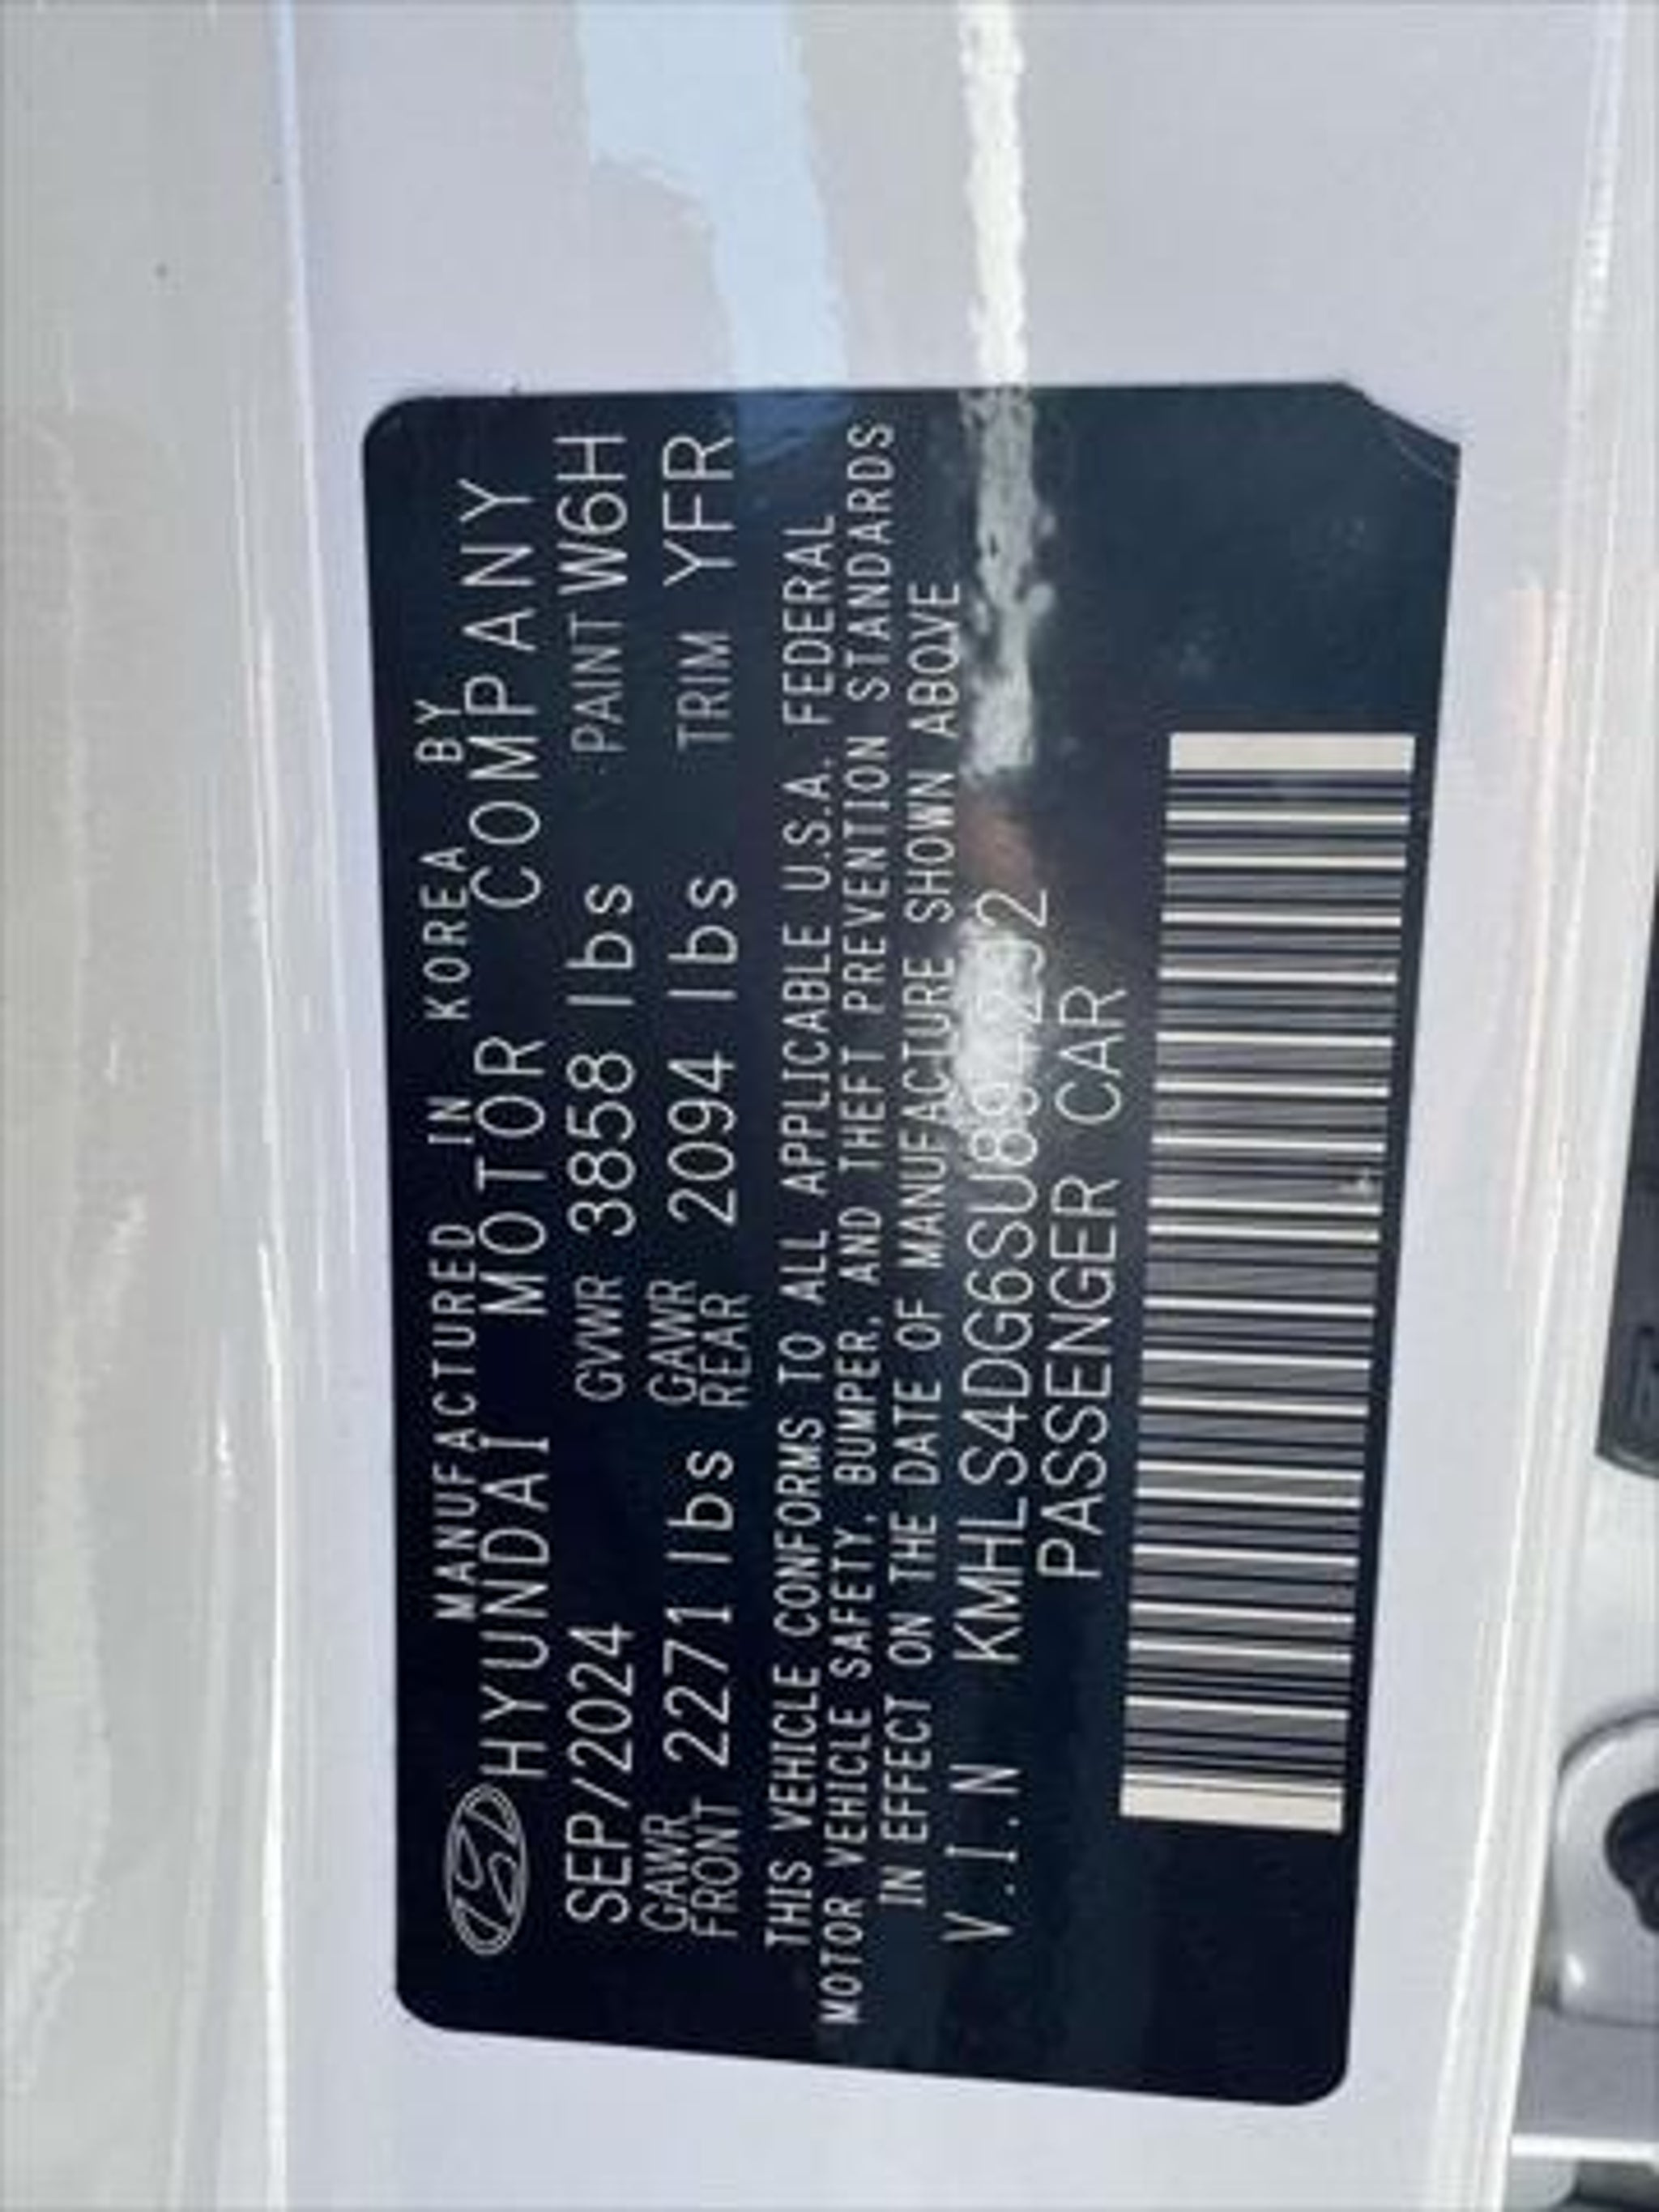 MANUFACTURED IN KOREA BY
HYUNDAI MOTOR COMPANY
SEP/2024 GVWR 3858 lbs PAINT W6H
GAWR FRONT 2271 lbs GAWR REAR 2094 lbs TRIM YFR
THIS VEHICLE CONFORMS TO ALL APPLICABLE U.S.A. FEDERAL
MOTOR VEHICLE SAFETY, BUMPER, AND THEFT PREVENTION STANDARDS
IN EFFECT ON THE DATE OF MANUFACTURE SHOWN ABOVE
V.I.N
PASSENGER CAR